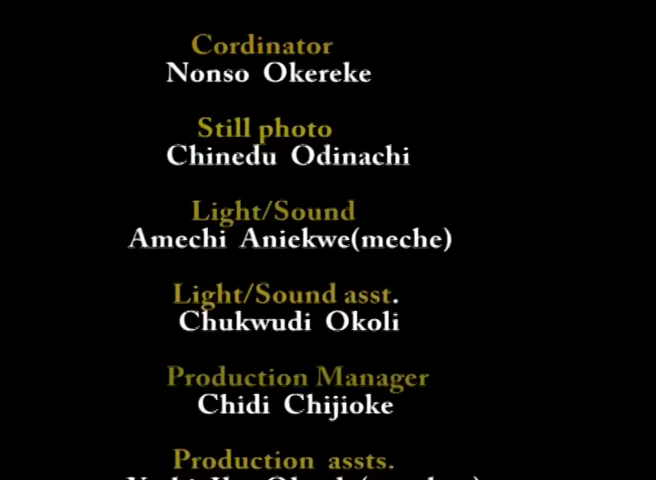 Cordinator
Nonso Okereke
Still photo
Chinedu Odinachi
Light/Sound
Amechi Aniekwe(meche)
Light/Sound asst.
Chukwudi Okoli
Production Manager
Chidi Chijioke
Production assts.